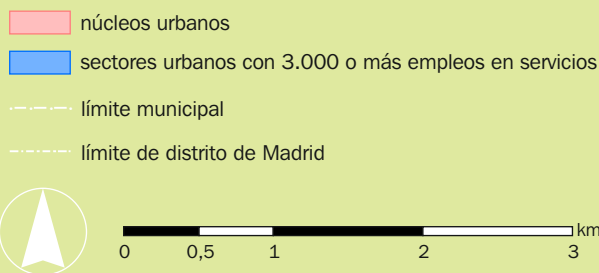 núcleos urbanos
sectores urbanos con 3.000 o más empleos en servicios
límite municipal
límite de distrito de Madrid
km
0 0,5 1 2 3